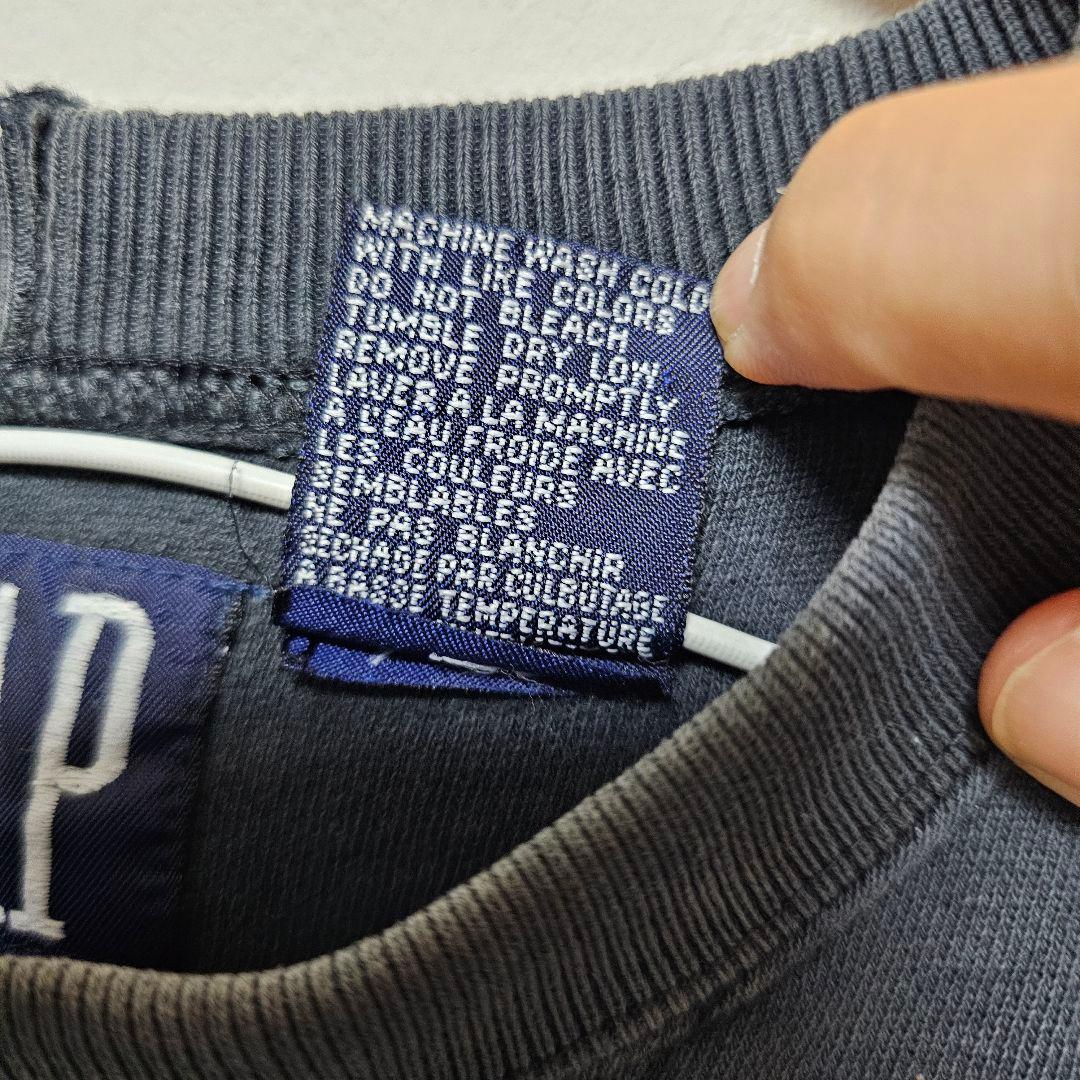 MACHINE WASH COLD
WITH LIKE COLORS
DO NOT BLEACH
TUMBLE DRY LOW,
REMOVE PROMPTLY
LAVER A LA MACHINE
A L'EAU FROIDE AVEC
LES COULEURS
SEMBLABLES
NE PAS BLANCHIR
SECHAGE PAR CULBUTAGE
A BASSE TEMPERATURE
AP